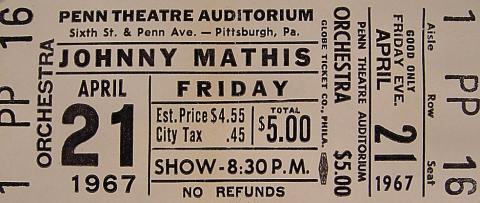 16
PP
1
ORCHESTRA
PENN THEATRE AUDITORIUM
Sixth St. & Penn Ave. — Pittsburgh, Pa.
JOHNNY MATHIS
APRIL
21
1967
FRIDAY
Est. Price $4.55
City Tax .45
TOTAL
$5.00
SHOW-8:30 P.M.
NO REFUNDS
ORCHESTRA $5.00
GLOBE TICKET CO., PHILA.
PENN THEATRE AUDITORIUM
GOOD ONLY
FRIDAY EVE.
APRIL
21
1967
1
Aisle
PP
Row
16
Seat